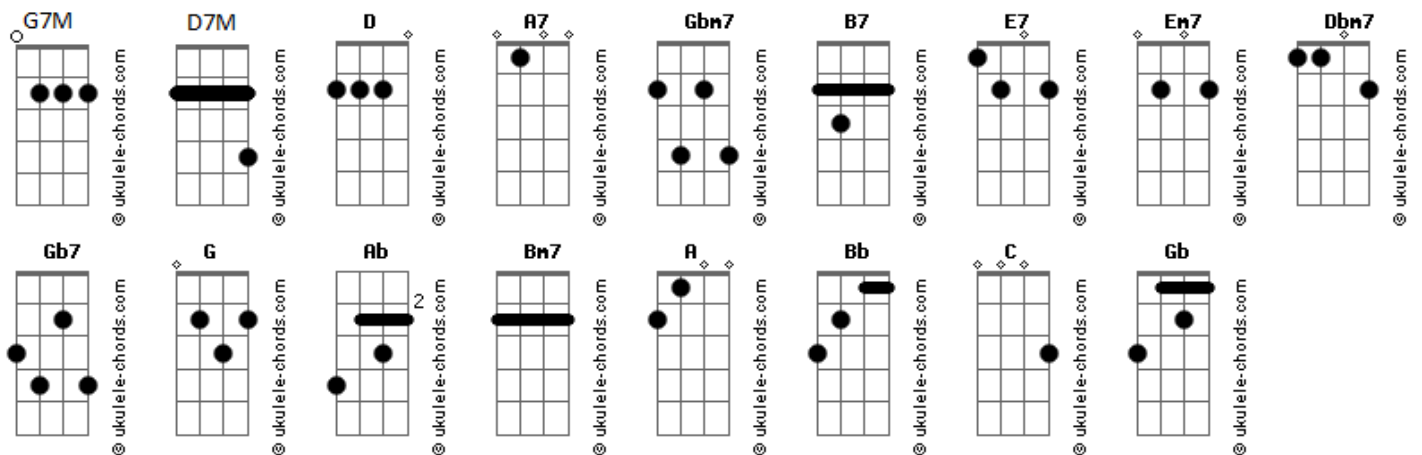 G7M D7M D A7 Gbm7 B7 E7 Em7 Dbm7
© ukulele-chords.com © ukulele-chords.com © ukulele-chords.com © ukulele-chords.com © ukulele-chords.com © ukulele-chords.com © ukulele-chords.com © ukulele-chords.com © ukulele-chords.com
Gb7 G Ab Bm7 A Bb C Gb
2
© ukulele-chords.com © ukulele-chords.com © ukulele-chords.com © ukulele-chords.com © ukulele-chords.com © ukulele-chords.com © ukulele-chords.com © ukulele-chords.com